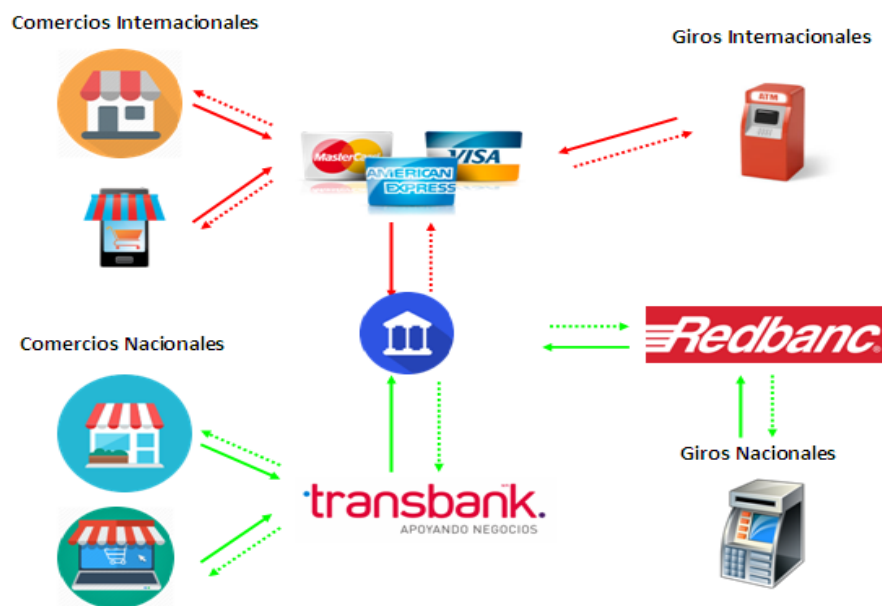 Comercios Internacionales
Giros Internacionales
ATM
MasterCard
VISA
AMERICAN
EXPRESS
Comercios Nacionales
Redbanc
Giros Nacionales
transbank.
APOYANDO NEGOCIOS